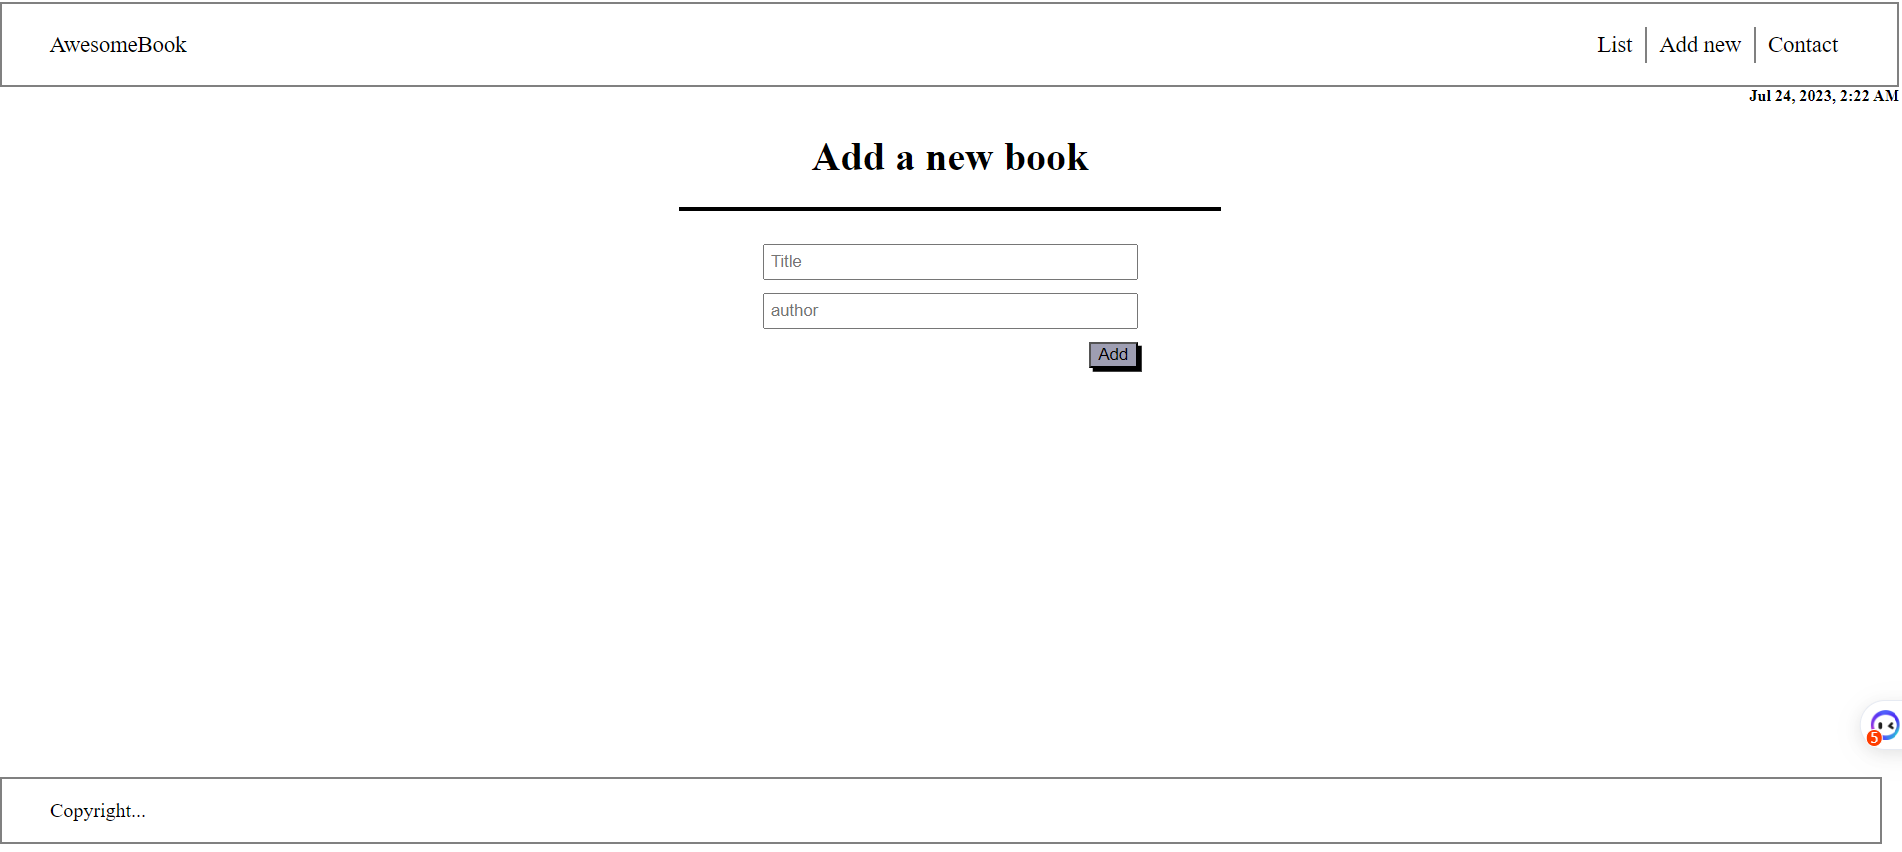 AwesomeBook List Add new Contact
Jul 24, 2023, 2:22 AM
Add a new book
Title
author
Add
5
Copyright...